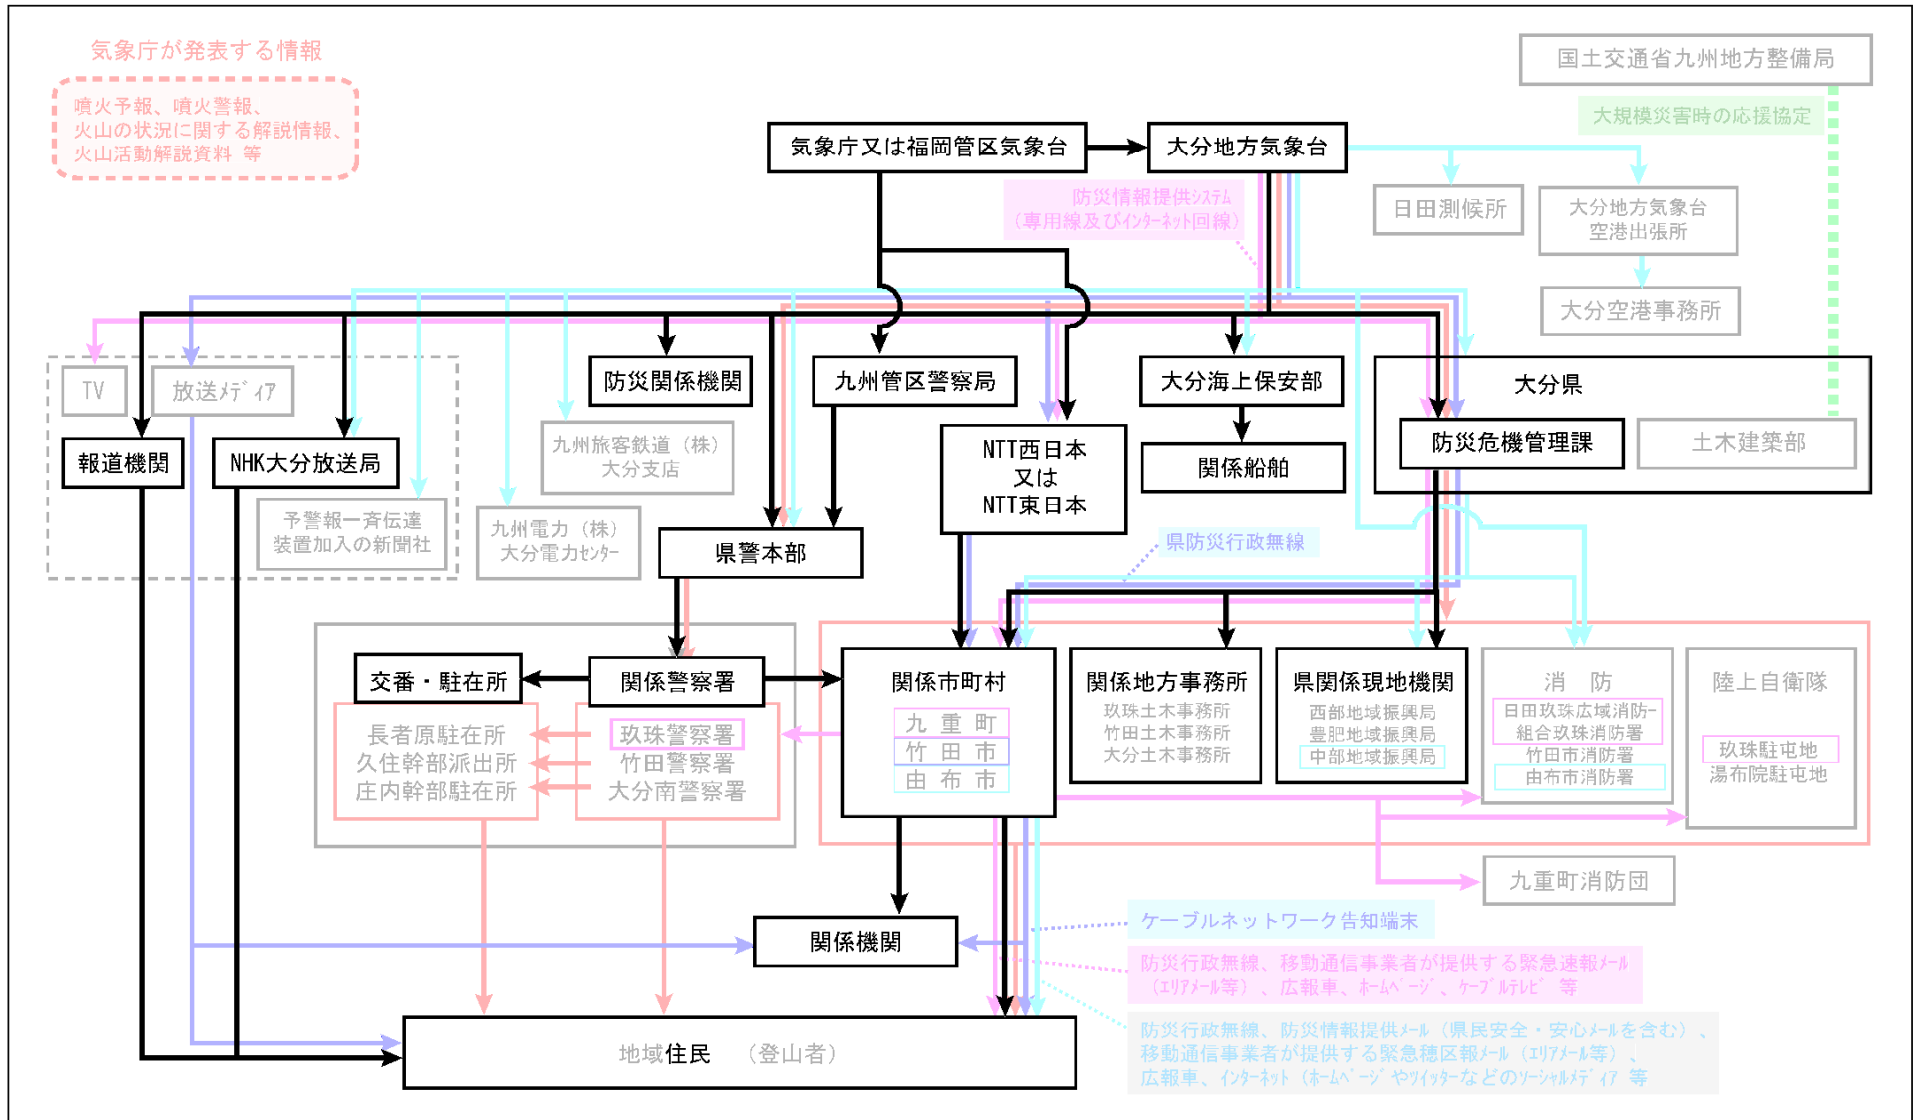 気象庁が発表する情報
噴火予報、噴火警報、
火山の状況に関する解説情報、
火山活動解説資料 等
国土交通省九州地方整備局
大規模災害時の応援協定
気象庁又は福岡管区気象台
大分地方気象台
防災情報提供システム
(専用線及びインターネット回線)
日田測候所
大分地方気象台
空港出張所
大分空港事務所
TV
放送メディア
防災関係機関
九州管区警察局
大分海上保安部
大分県
報道機関
NHK大分放送局
九州旅客鉄道(株)
大分支店
NTT西日本
又は
NTT東日本
関係船舶
防災危機管理課
土木建築部
予警報一斉伝達
装置加入の新聞社
九州電力(株)
大分電力センター
県警本部
県防災行政無線
交番・駐在所
関係警察署
関係市町村
関係地方事務所
県関係現地機関
消 防
陸上自衛隊
長者原駐在所
久住幹部派出所
庄内幹部駐在所
玖珠警察署
竹田警察署
大分南警察署
九 重 町
竹 田 市
由 布 市
玖珠土木事務所
竹田土木事務所
大分土木事務所
西部地域振興局
豊肥地域振興局
中部地域振興局
日田玖珠広域消防-
組合玖珠消防署
竹田市消防署
由布市消防署
玖珠駐屯地
湯布院駐屯地
九重町消防団
関係機関
ケーブルネットワーク告知端末
防災行政無線、移動通信事業者が提供する緊急速報メール
(エリアメール等)、広報車、ホームページ、ケーブルテレビ 等
防災行政無線、防災情報提供メール(県民安全・安心メールを含む)、
移動通信事業者が提供する緊急穂区報メール(エリアメール等)、
広報車、インターネット(ホームページやツイッターなどのソーシャルメディア 等
地域住民 (登山者)